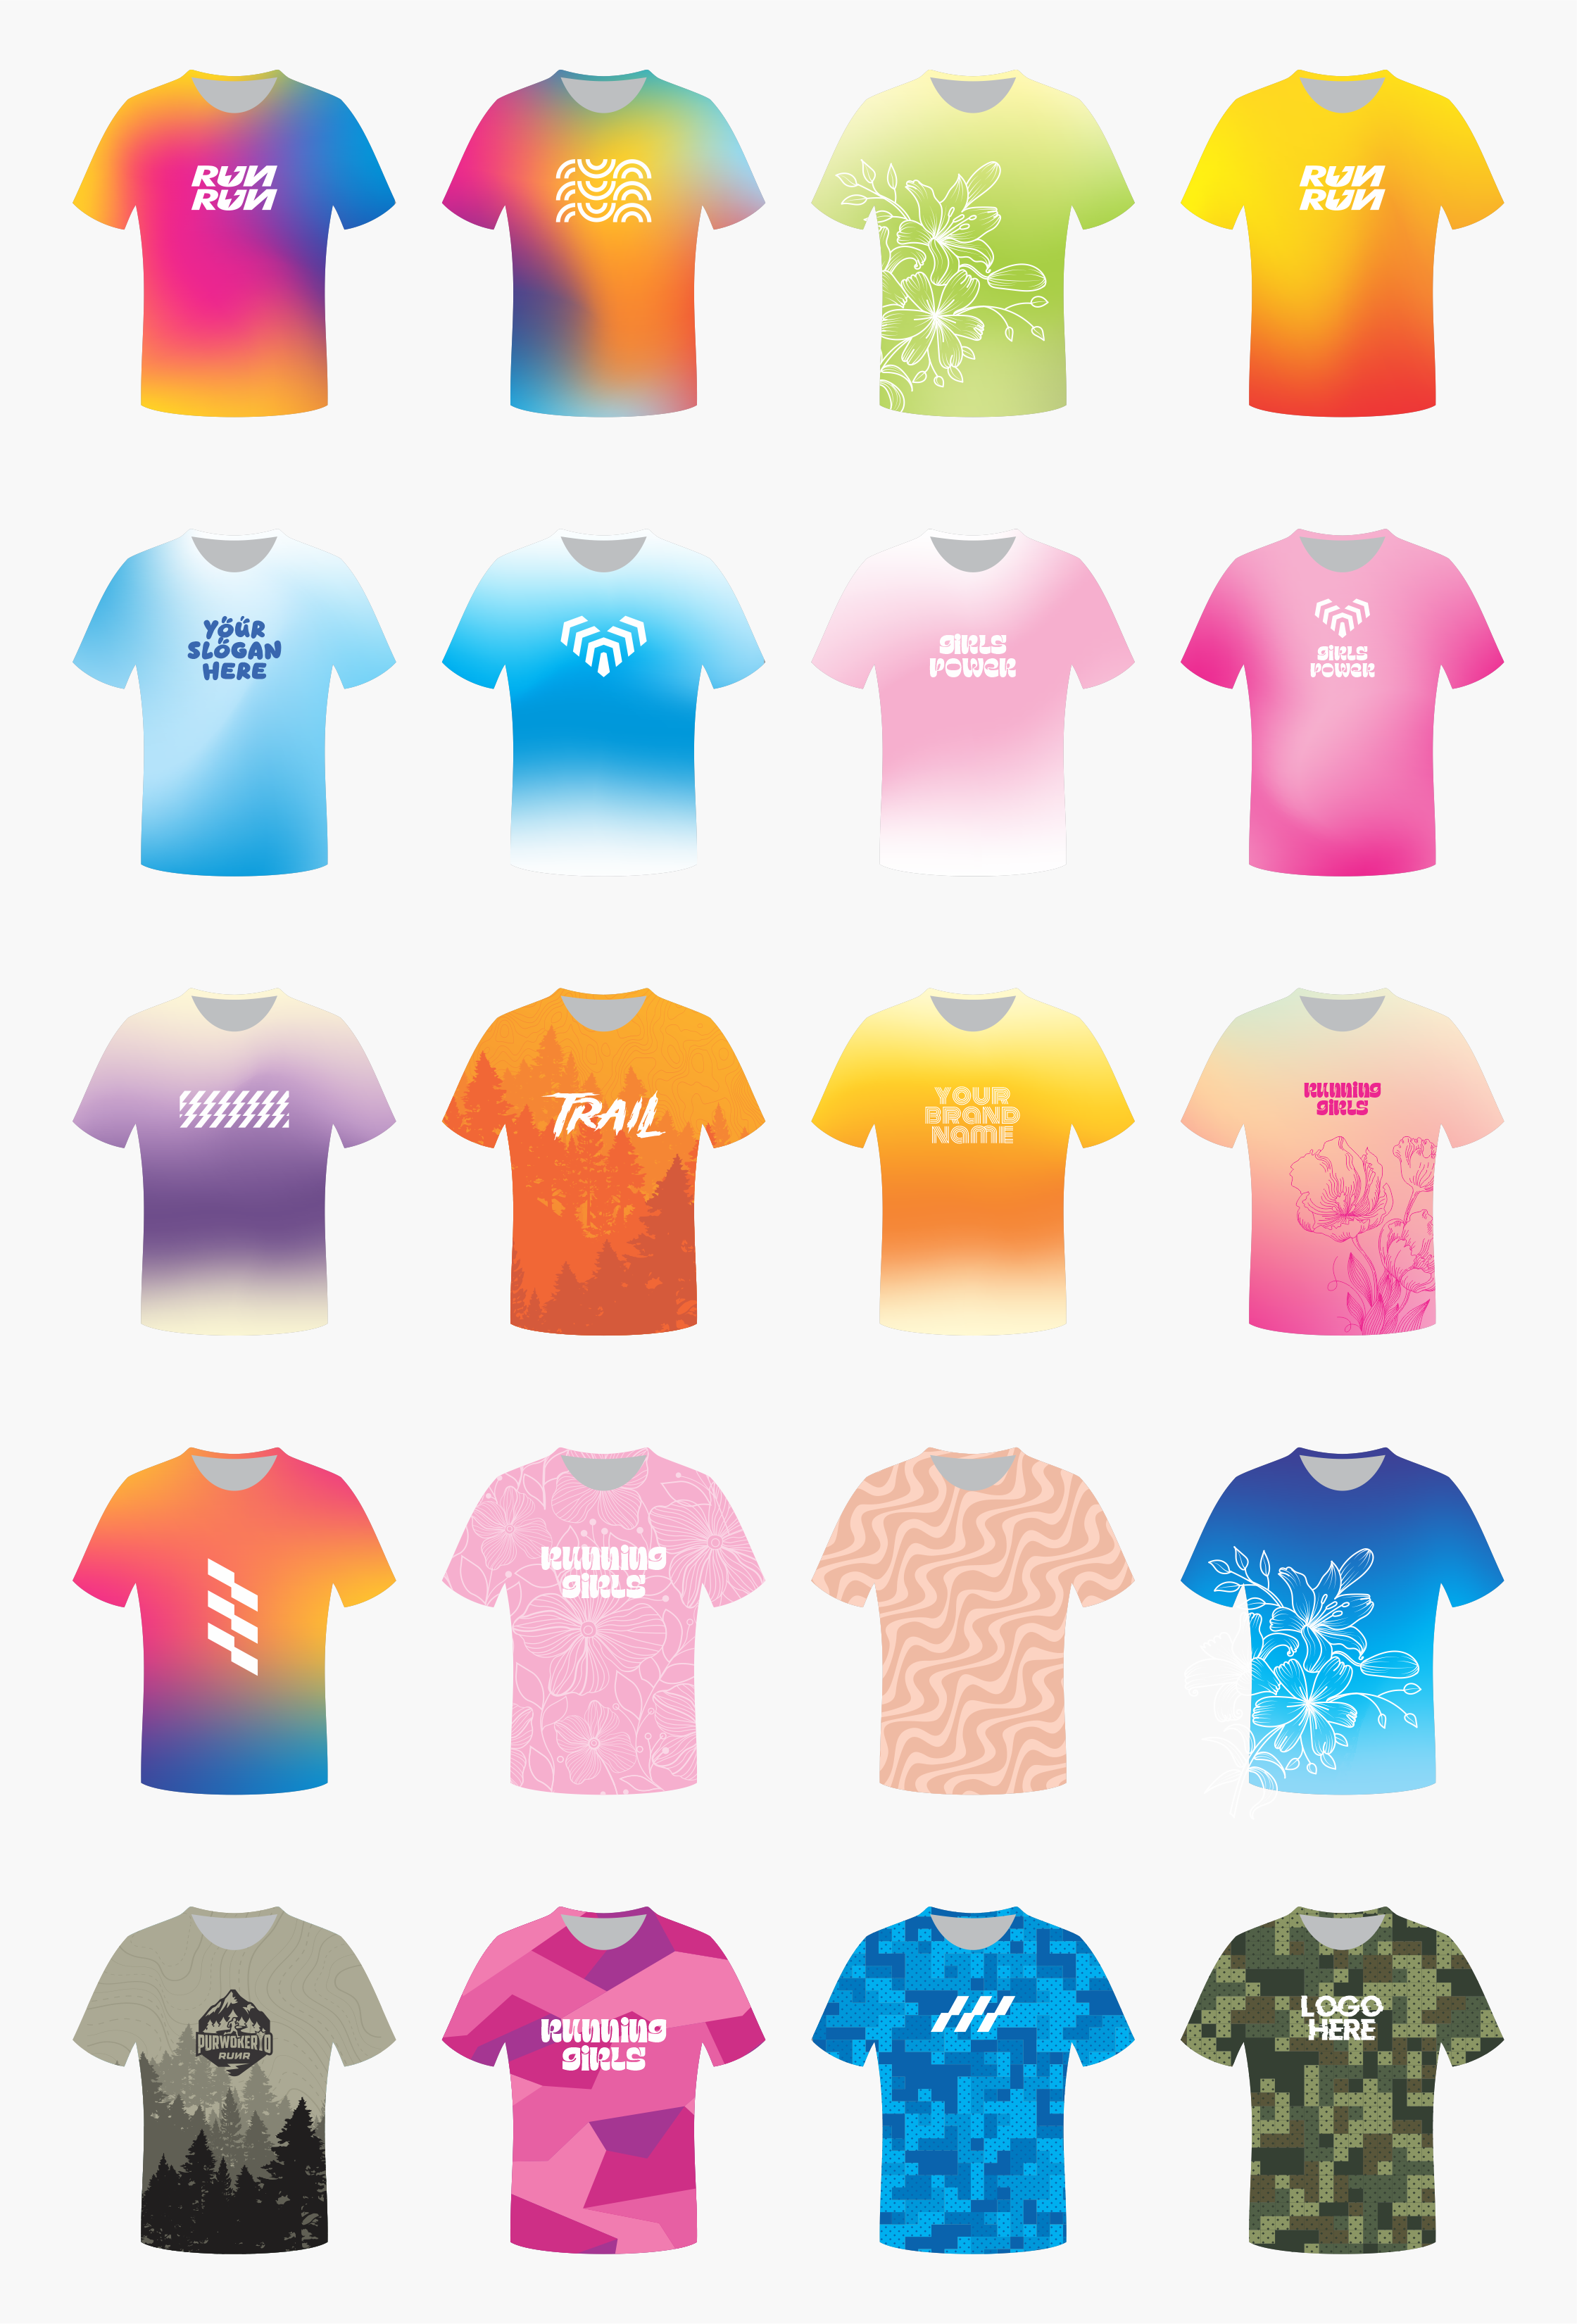 RUN
RUN
RUN
RUN
YOUR
SLOGAN
HERE
GIRLS
POWER
GIRLS
POWER
TRAIL
YOUR
BRAND
NAME
RUNNING
GIRLS
RUNNING
GIRLS
PURWOKERTO
RUNR
RUNNING
GIRLS
LOGO
HERE